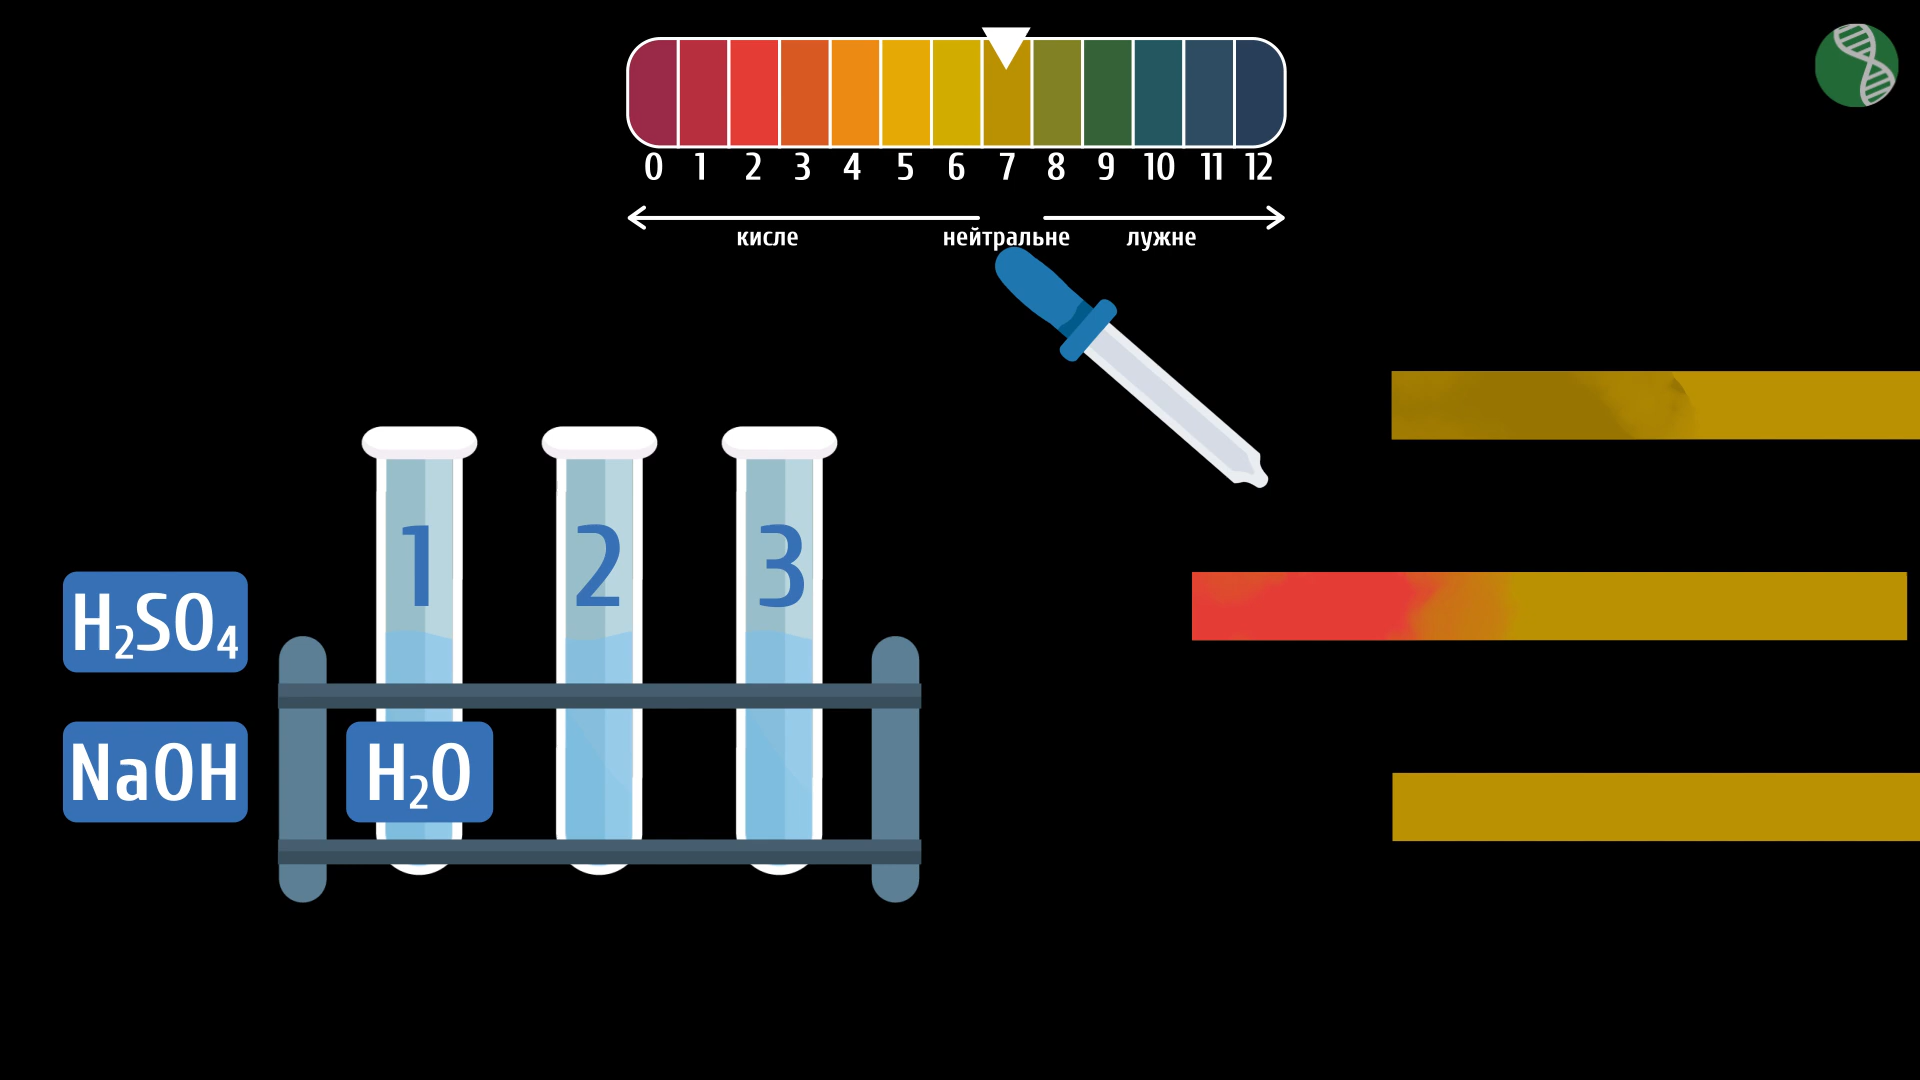 0 1 2 3 4 5 6 7 8 9 10 11 12
кисле нейтральне лужне
1 2 3
H₂SO₄
NaOH H₂O